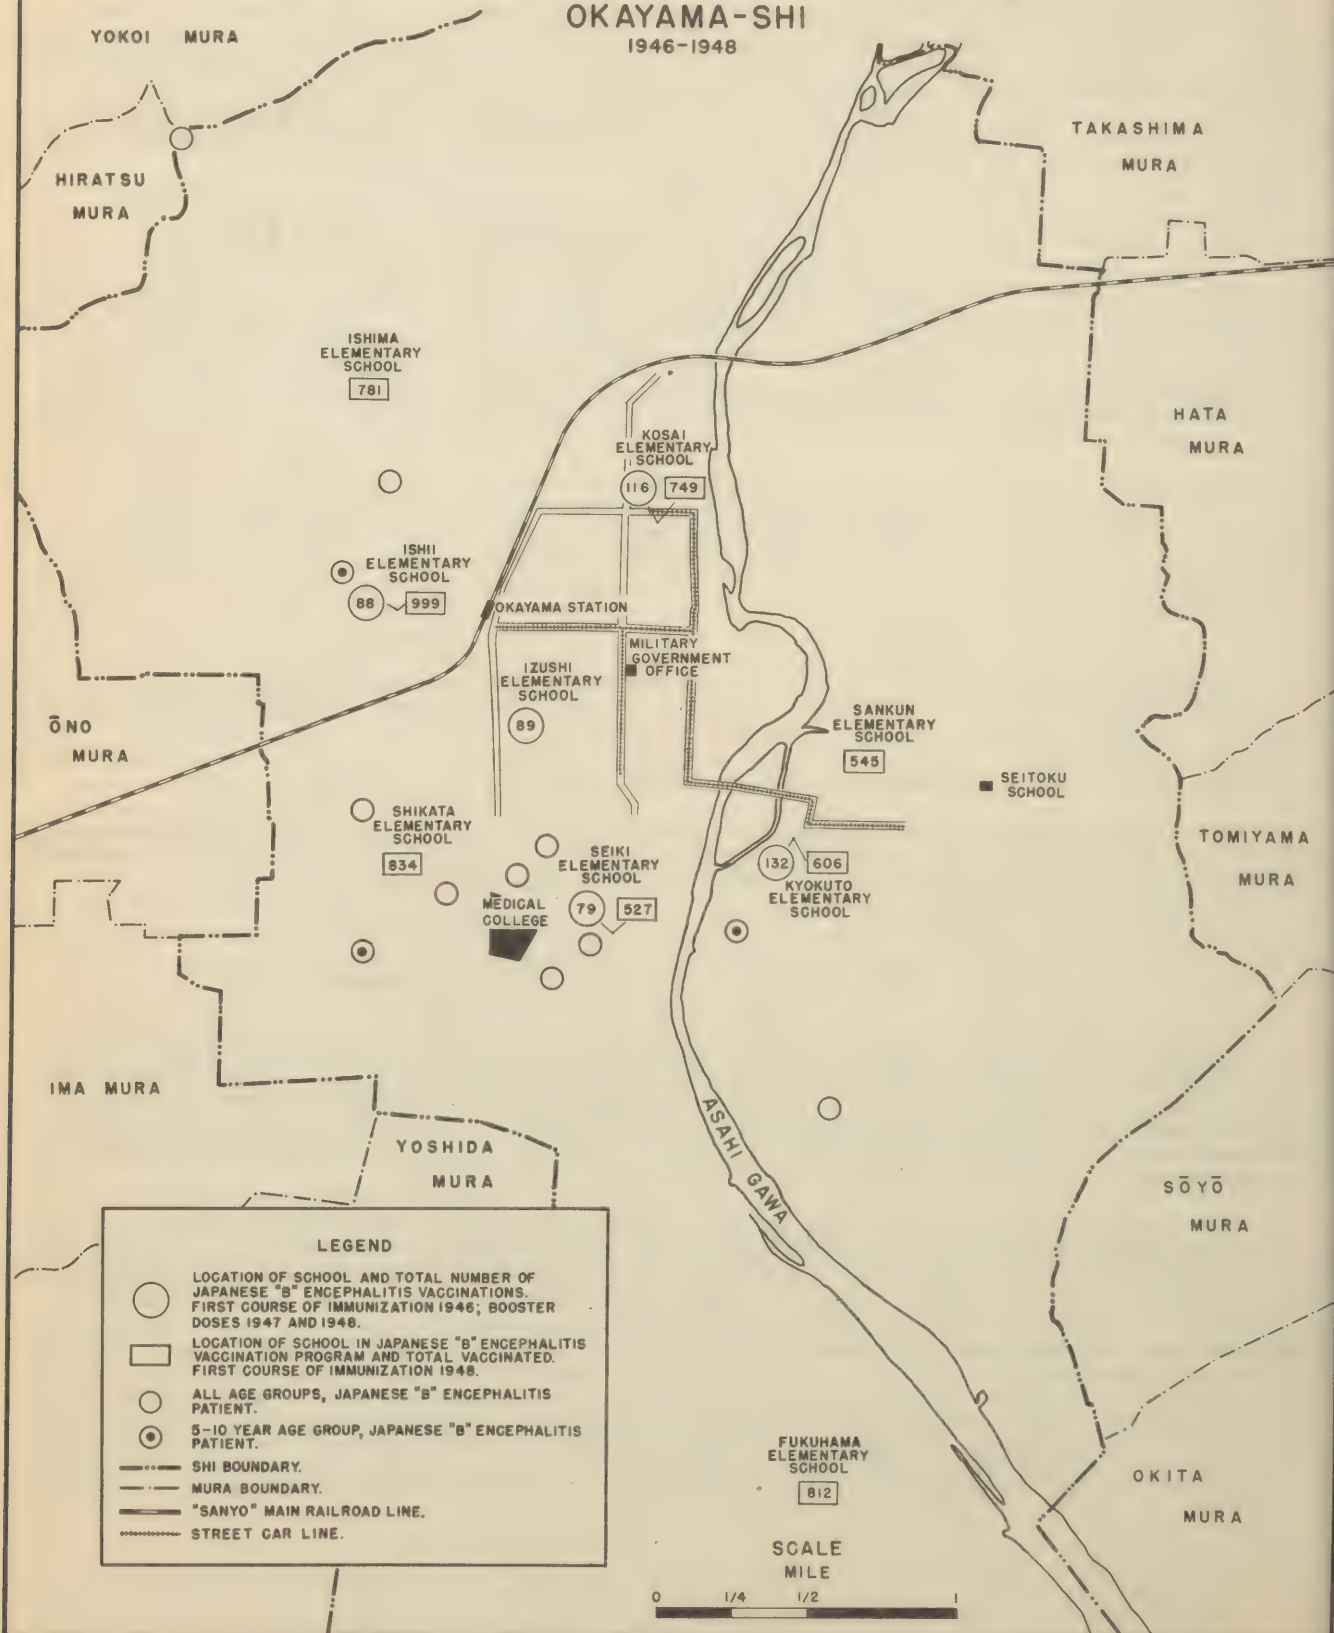 OKAYAMA-SHI
1946-1948
YOKOI MURA
TAKASHIMA
MURA
HIRATSU
MURA
ISHIMA
ELEMENTARY
SCHOOL
781
HATA
MURA
KOSAI
ELEMENTARY
SCHOOL
116 749
ISHII
ELEMENTARY
SCHOOL
88 999
OKAYAMA STATION
MILITARY
GOVERNMENT
OFFICE
IZUSHI
ELEMENTARY
SCHOOL
89
ŌNO
MURA
SANKUN
ELEMENTARY
SCHOOL
545
SEITOKU
SCHOOL
SHIKATA
ELEMENTARY
SCHOOL
834
TOMIYAMA
MURA
SEIKI
ELEMENTARY
SCHOOL
79 527
MEDICAL
COLLEGE
132 606
KYOKUTO
ELEMENTARY
SCHOOL
IMA MURA
YOSHIDA
MURA
ASAHI GAWA
SŌYŌ
MURA
LEGEND
LOCATION OF SCHOOL AND TOTAL NUMBER OF
JAPANESE "B" ENCEPHALITIS VACCINATIONS.
FIRST COURSE OF IMMUNIZATION 1946; BOOSTER
DOSES 1947 AND 1948.
LOCATION OF SCHOOL IN JAPANESE "B" ENCEPHALITIS
VACCINATION PROGRAM AND TOTAL VACCINATED.
FIRST COURSE OF IMMUNIZATION 1948.
ALL AGE GROUPS, JAPANESE "B" ENCEPHALITIS
PATIENT.
5-10 YEAR AGE GROUP, JAPANESE "B" ENCEPHALITIS
PATIENT.
SHI BOUNDARY.
MURA BOUNDARY.
"SANYO" MAIN RAILROAD LINE.
STREET CAR LINE.
FUKUHAMA
ELEMENTARY
SCHOOL
812
OKITA
MURA
SCALE
MILE
0 1/4 1/2 1